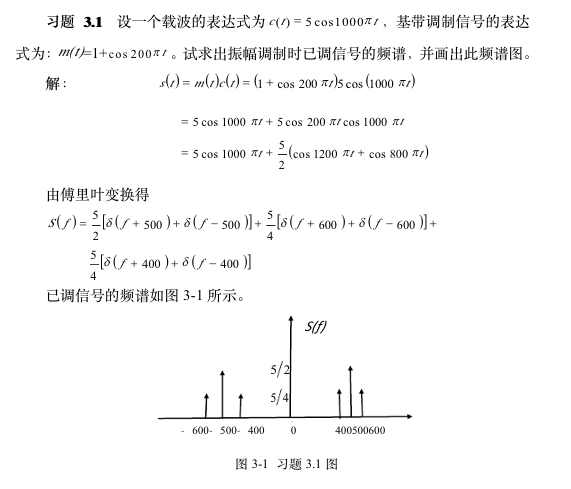 习题 3.1 设一个载波的表达式为 c(t) = 5 cos1000πt，基带调制信号的表达
式为：m(t)=1+cos 200πt。试求出振幅调制时已调信号的频谱，并画出此频谱图。
解： s(t) = m(t)c(t) = (1 + cos 200 πt)5 cos (1000 πt)
= 5 cos 1000 πt + 5 cos 200 πt cos 1000 πt
= 5 cos 1000 πt + 5/2 (cos 1200 πt + cos 800 πt)
由傅里叶变换得
S(f) = 5/2 [δ(f + 500) + δ(f − 500)] + 5/4 [δ(f + 600) + δ(f − 600)] +
5/4 [δ(f + 400) + δ(f − 400)]
已调信号的频谱如图 3-1 所示。
S(f)
5/2
5/4
- 600- 500- 400 0 400500600
图 3-1 习题 3.1 图